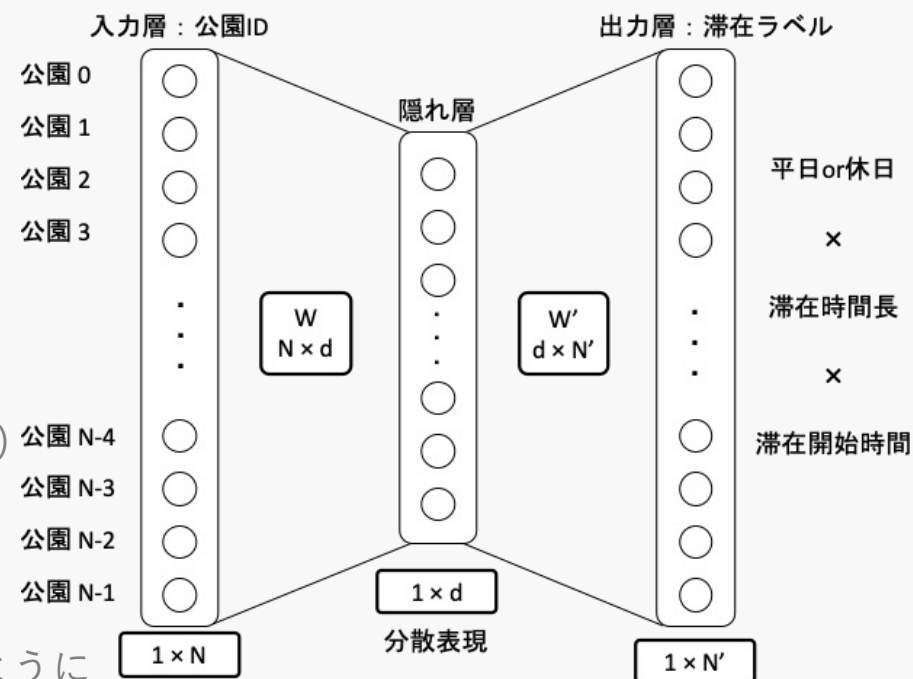 入力層：公園ID
出力層：滞在ラベル
公園 0
公園 1
公園 2
公園 3
公園 N-4
公園 N-3
公園 N-2
公園 N-1
1 × N
W
N × d
隠れ層
1 × d
分散表現
W’
d × N’
1 × N’
平日or休日
×
滞在時間長
×
滞在開始時間
)
ように